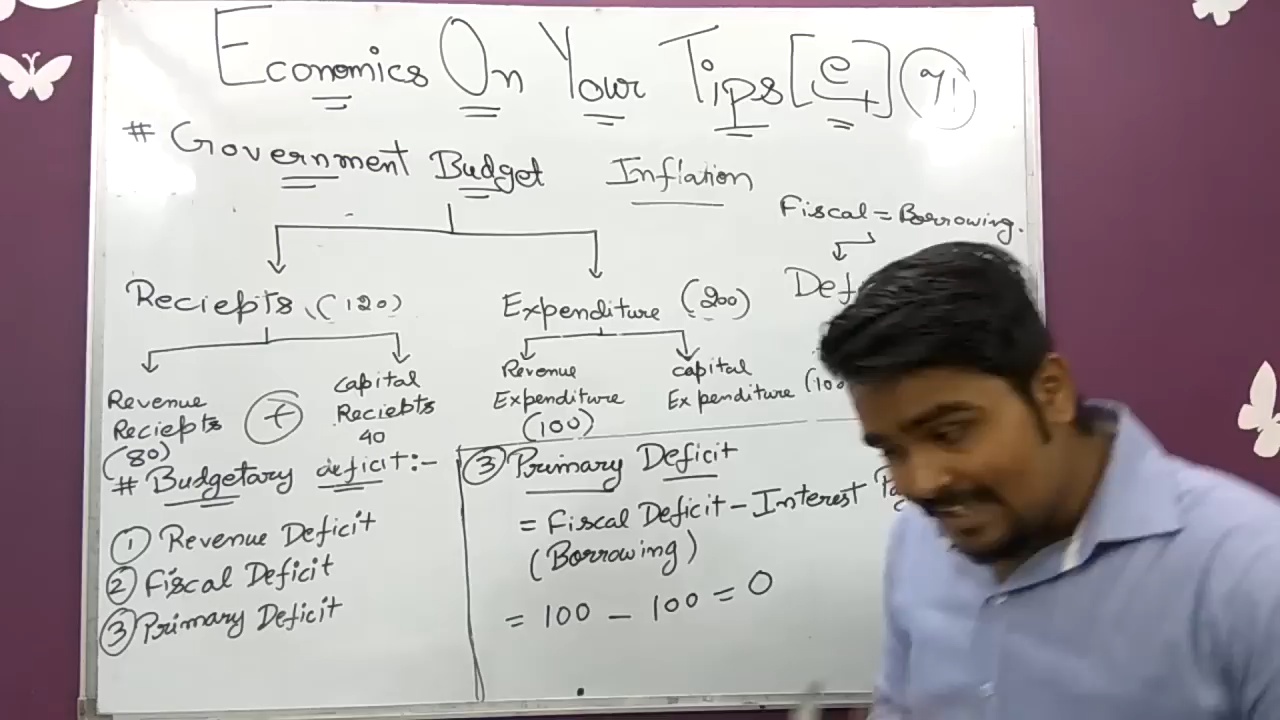 Economics On Your Tips [e]
# Government Budget
Inflation
Fiscal = Borrowing.
Reciepts (120)
Expenditure (200)
Revenue Reciepts (80)
+
Capital Reciebts 40
Revenue Expenditure (100)
capital Expenditure
# Budgetary deficit:-
① Revenue Deficit
② Fiscal Deficit
③ Primary Deficit
③ Primary Deficit
= Fiscal Deficit - Interest
(Borrowing)
= 100 - 100 = 0